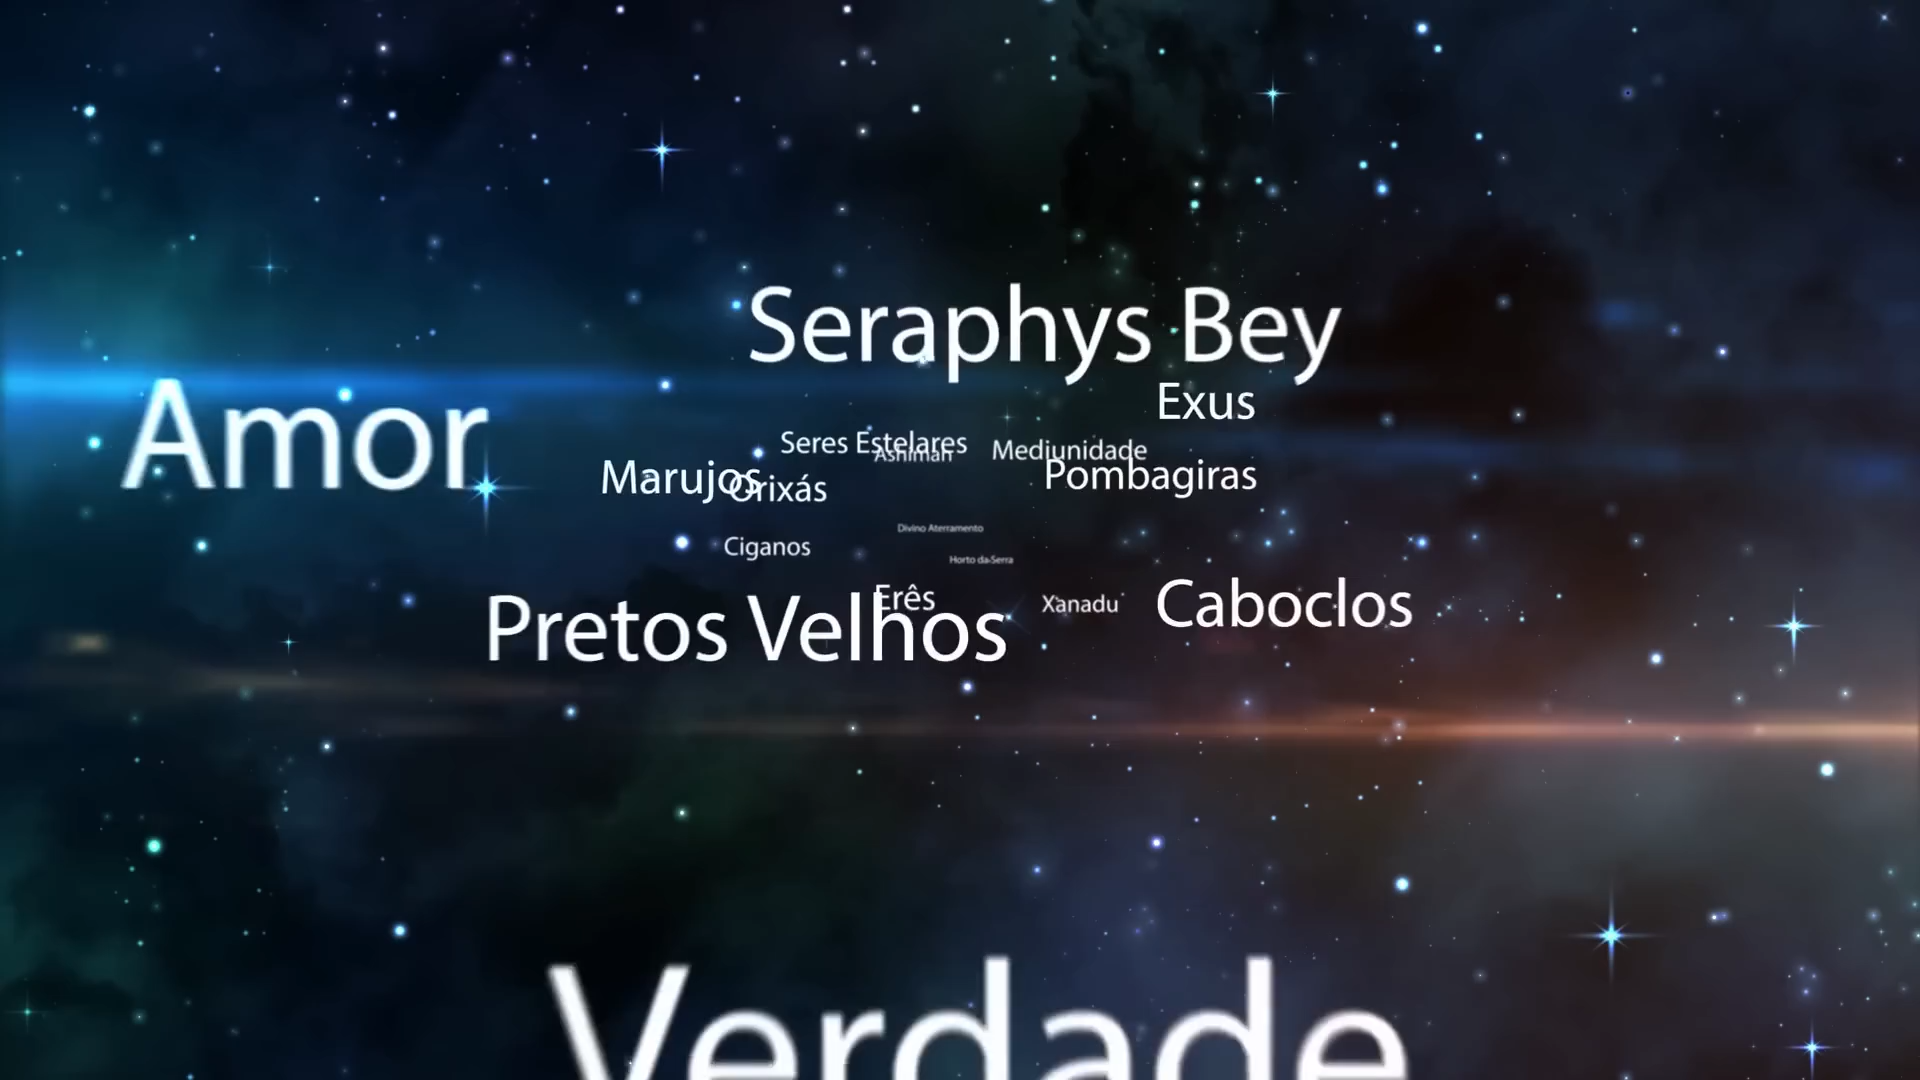 Seraphys Bey
Exus
Amor
Seres Estelares
Mediunidade
Ashimah
Pombagiras
Marujos
Orixás
Divino Aterramento
Ciganos
Horto da Serra
Erês
Xanadu
Caboclos
Pretos Velhos
Verdade